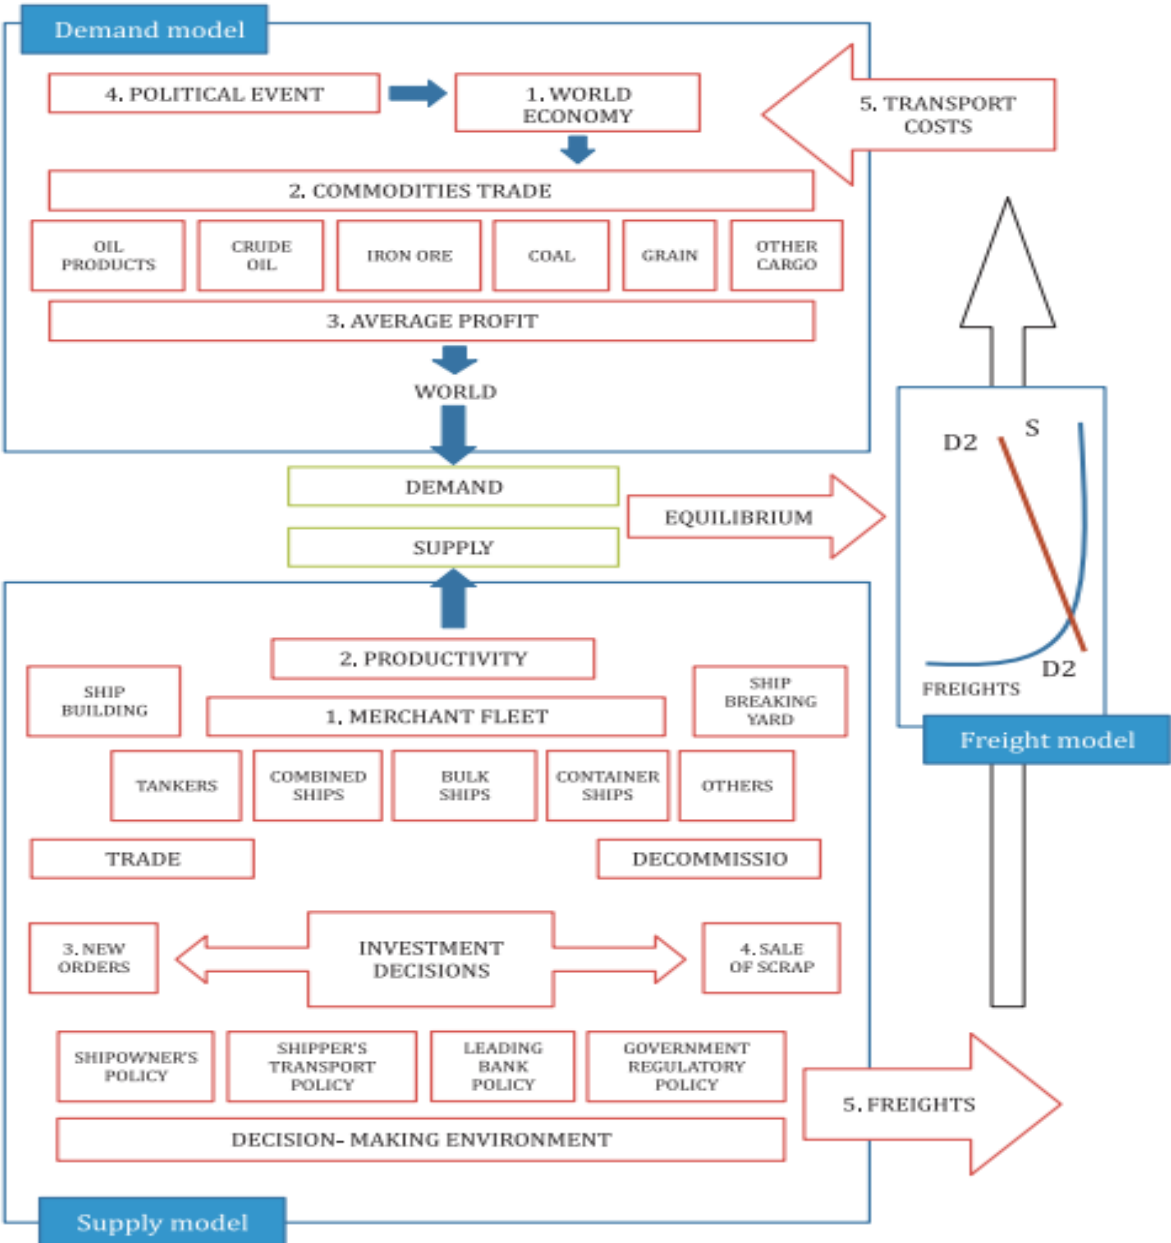 Demand model
4. POLITICAL EVENT
1. WORLD
ECONOMY
5. TRANSPORT
COSTS
2. COMMODITIES TRADE
OIL
PRODUCTS
CRUDE
OIL
IRON ORE
COAL
GRAIN
OTHER
CARGO
3. AVERAGE PROFIT
WORLD
DEMAND
EQUILIBRIUM
SUPPLY
D2
S
D2
FREIGHTS
Freight model
2. PRODUCTIVITY
SHIP
BUILDING
1. MERCHANT FLEET
SHIP
BREAKING
YARD
TANKERS
COMBINED
SHIPS
BULK
SHIPS
CONTAINER
SHIPS
OTHERS
TRADE
DECOMMISSIO
3. NEW
ORDERS
INVESTMENT
DECISIONS
4. SALE
OF SCRAP
SHIPOWNER'S
POLICY
SHIPPER'S
TRANSPORT
POLICY
LEADING
BANK
POLICY
GOVERNMENT
REGULATORY
POLICY
5. FREIGHTS
DECISION- MAKING ENVIRONMENT
Supply model